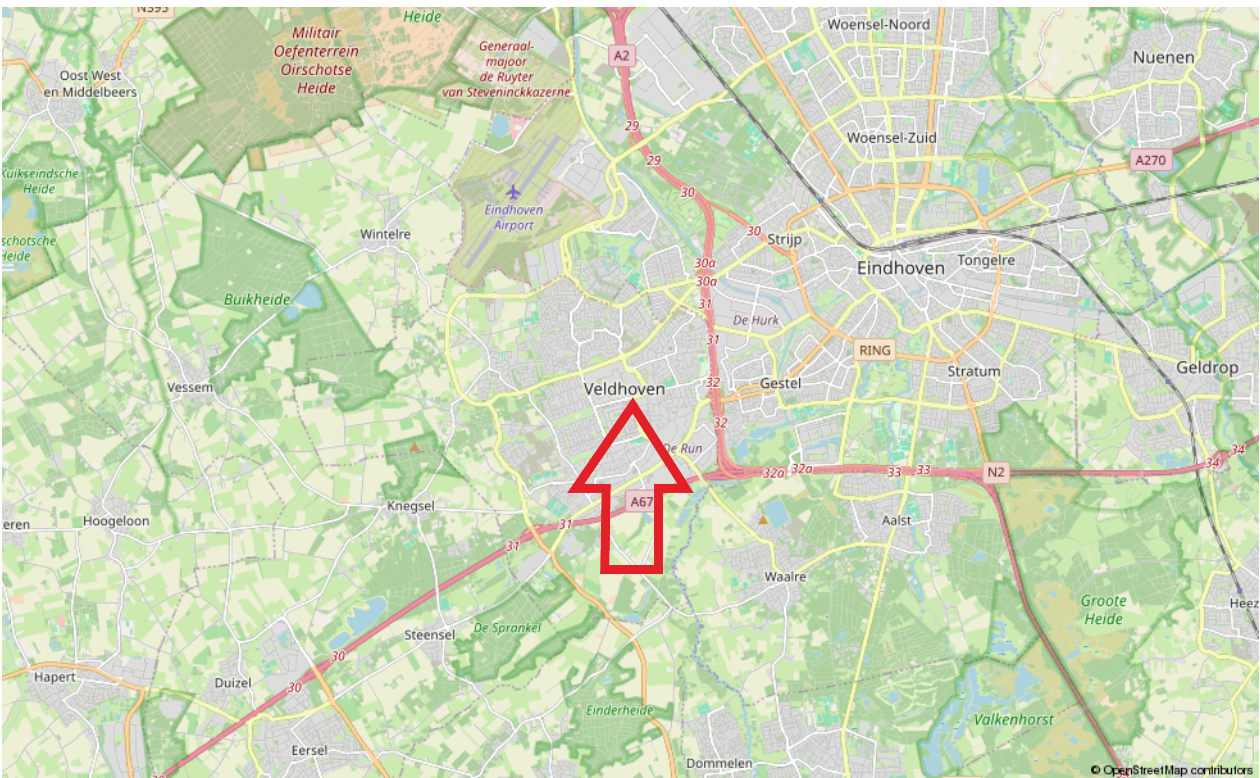 N395
Heide
Woensel-Noord
Militair
Oefenterrein
Oirschotse
Heide
Generaal-
majoor
de Ruyter
van Steveninckkazerne
A2
Nuenen
Oost West
en Middelbeers
29
Woensel-Zuid
29
A270
Kuikseindsche
Heide
30
Eindhoven
Airport
Wintelre
30
Strijp
schotsche
Heide
30a
Eindhoven
Tongelre
30a
Buikheide
31
De Hurk
31
RING
Geldrop
Vessem
Veldhoven
32
Gestel
Stratum
32
De Run
34
32a
32a
33
33
N2
34
Knegsel
A67
eren
Hoogeloon
31
Aalst
31
Waalre
Groote
Heide
Heez
Steensel
De Sprankel
30
Hapert
Duizel
30
Einderheide
Valkenhorst
Eersel
Dommelen
30
© OpenStreetMap contributors